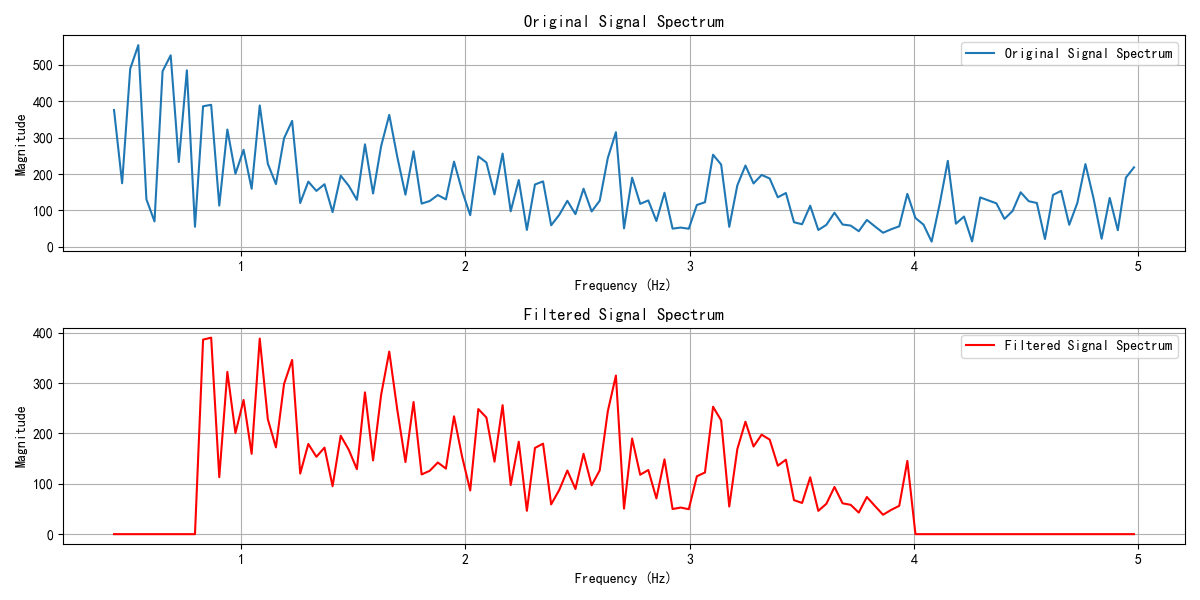 Original Signal Spectrum
Original Signal Spectrum
Magnitude
500
400
300
200
100
0
1
2
3
4
5
Frequency (Hz)
Filtered Signal Spectrum
Filtered Signal Spectrum
Magnitude
400
300
200
100
0
1
2
3
4
5
Frequency (Hz)